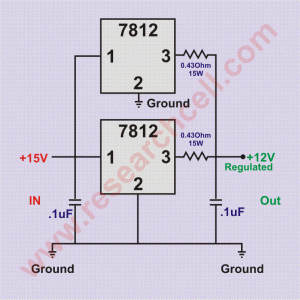 7812
1
3
2
0.43Ohm
15W
Ground
7812
+15V
1
3
2
0.43Ohm
15W
+12V
Regulated
IN
.1uF
.1uF
Out
Ground
Ground
www.researchcell.com